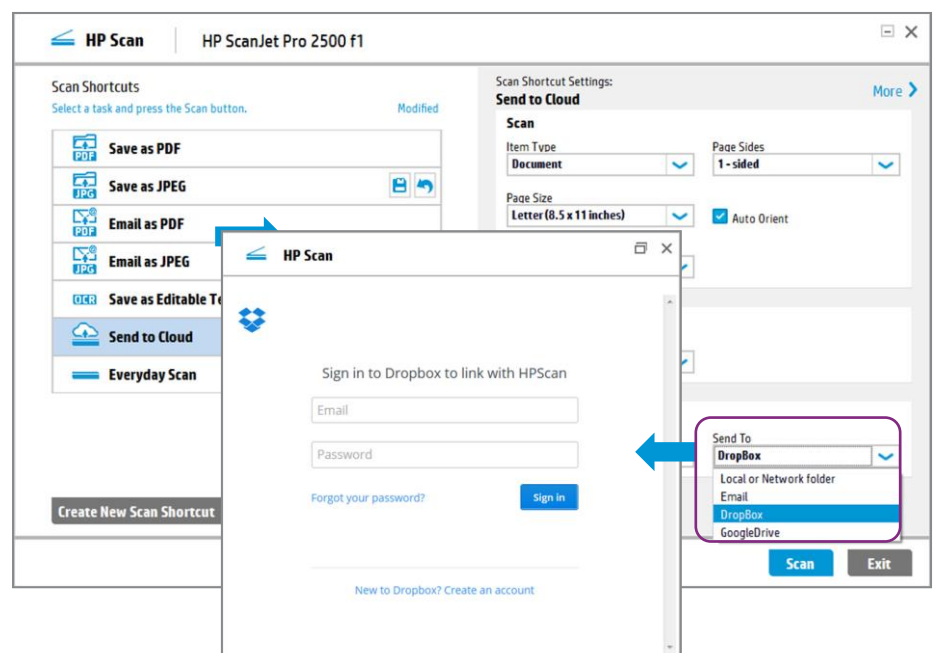 HP Scan
HP ScanJet Pro 2500 f1
Scan Shortcuts
Select a task and press the Scan button.
Modified
PDF
Save as PDF
JPG
Save as JPEG
PDF
Email as PDF
JPG
Email as JPEG
OCR
Save as Editable Te
Send to Cloud
Everyday Scan
Create New Scan Shortcut
Scan Shortcut Settings:
Send to Cloud
More
Scan
Item Type
Document
Page Sides
1 - sided
Page Size
Letter (8.5 x 11 inches)
Auto Orient
HP Scan
Sign in to Dropbox to link with HPScan
Email
Password
Forgot your password?
Sign in
New to Dropbox? Create an account
Send To
DropBox
Local or Network folder
Email
DropBox
GoogleDrive
Scan
Exit